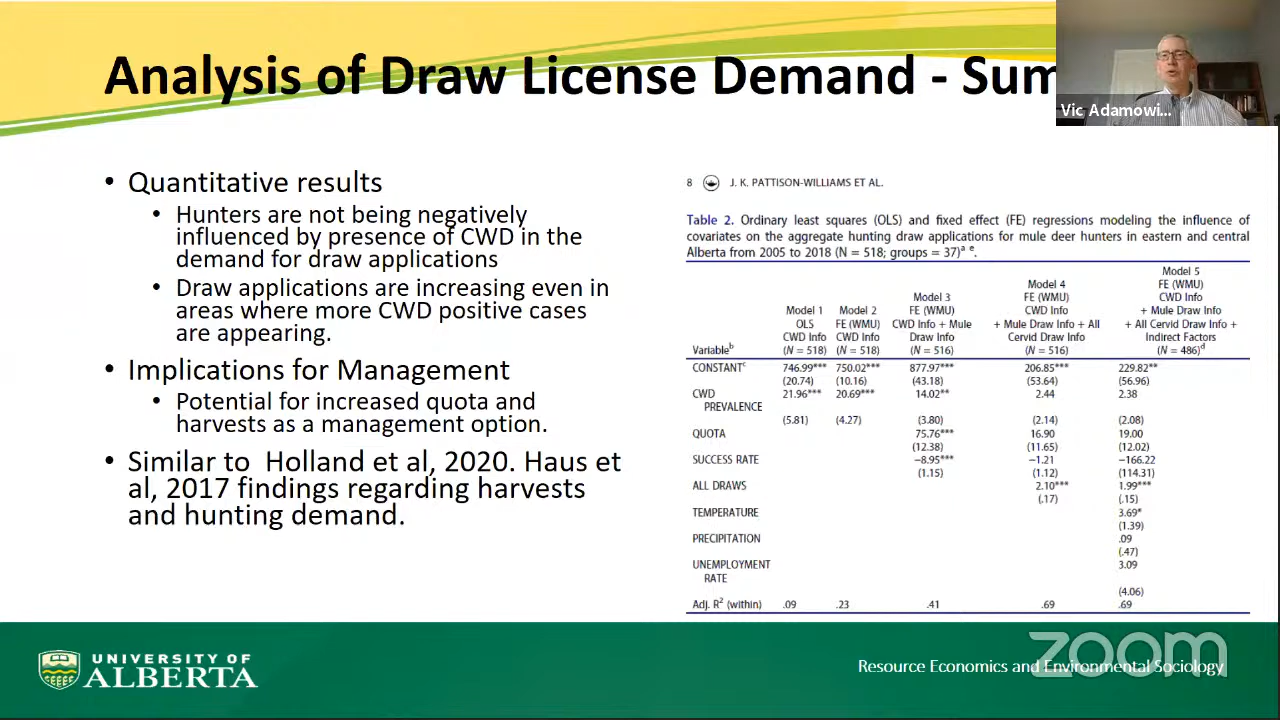 Analysis of Draw License Demand - Sum
Vic Adamowi...
• Quantitative results
• Hunters are not being negatively
influenced by presence of CWD in the
demand for draw applications
• Draw applications are increasing even in
areas where more CWD positive cases
are appearing.
• Implications for Management
• Potential for increased quota and
harvests as a management option.
• Similar to Holland et al, 2020. Haus et
al, 2017 findings regarding harvests
and hunting demand.
8 J. K. PATTISON-WILLIAMS ET AL.
Table 2. Ordinary least squares (OLS) and fixed effect (FE) regressions modeling the influence of
covariates on the aggregate hunting draw applications for mule deer hunters in eastern and central
Alberta from 2005 to 2018 (N = 518; groups = 37)a e.
Model 5
Model 4 FE (WMU)
Model 3 FE (WMU) CWD Info
Model 1 Model 2 FE (WMU) CWD Info + Mule Draw Info
OLS FE (WMU) CWD Info + Mule + Mule Draw Info + All + All Cervid Draw Info +
CWD Info CWD Info Draw Info Cervid Draw Info Indirect Factors
Variableb (N = 518) (N = 518) (N = 516) (N = 516) (N = 486)d
CONSTANTc 746.99*** 750.02*** 877.97*** 206.85*** 229.82**
(20.74) (10.16) (43.18) (53.64) (56.96)
CWD 21.96*** 20.69*** 14.02** 2.44 2.38
PREVALENCE
(5.81) (4.27) (3.80) (2.14) (2.08)
QUOTA 75.76*** 16.90 19.00
(12.38) (11.65) (12.02)
SUCCESS RATE −8.95*** −1.21 −166.22
(1.15) (1.12) (114.31)
ALL DRAWS 2.10*** 1.99***
(.17) (.15)
TEMPERATURE 3.69*
(1.39)
PRECIPITATION .09
(.47)
UNEMPLOYMENT 3.09
RATE
(4.06)
Adj. R2 (within) .09 .23 .41 .69 .69
UNIVERSITY OF
ALBERTA
Resource Economics and Environmental Sociology
zoom